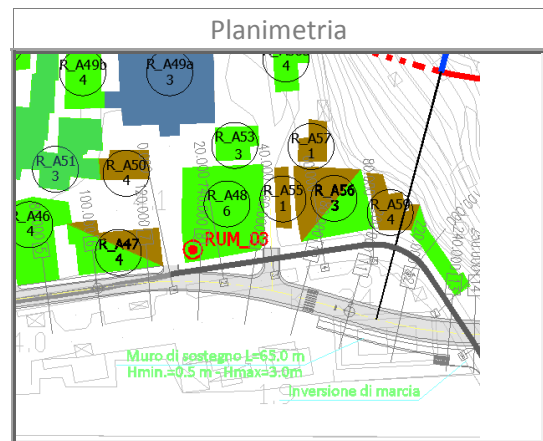 Planimetria
R_A49b
4
R_A49a
3
4
R_A53
3
R_A57
1
R_A51
3
R_A50
4
R_A48
6
R_A55
1
R_A56
3
R_A59
4
R_A46
4
R_A47
4
RUM_03
Muro di sostegno L=65.0 m
Hmin.=0.5 m - Hmax=3.0m
Inversione di marcia